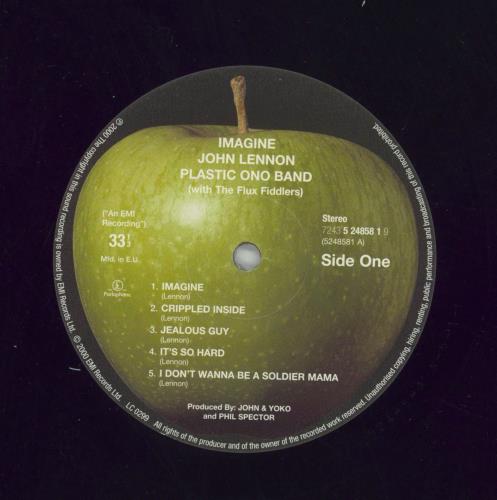 IMAGINE
JOHN LENNON
PLASTIC ONO BAND
(with The Flux Fiddlers)
("An EMI
Recording")
33⅓
Mfd. in E.U.
Parlophone
Stereo
7243 5 24858 1 9
(5248581 A)
Side One
1. IMAGINE
(Lennon)
2. CRIPPLED INSIDE
(Lennon)
3. JEALOUS GUY
(Lennon)
4. IT'S SO HARD
(Lennon)
5. I DON'T WANNA BE A SOLDIER MAMA
(Lennon)
Produced By: JOHN & YOKO
and PHIL SPECTOR
℗ 2000 The copyright in this sound recording is owned by EMI Records Ltd. © 2000 EMI Records Ltd. LC 0299 All rights of the producer and of the owner of the recorded work reserved. Unauthorised copying, hiring, renting, public performance and broadcasting of this record prohibited.